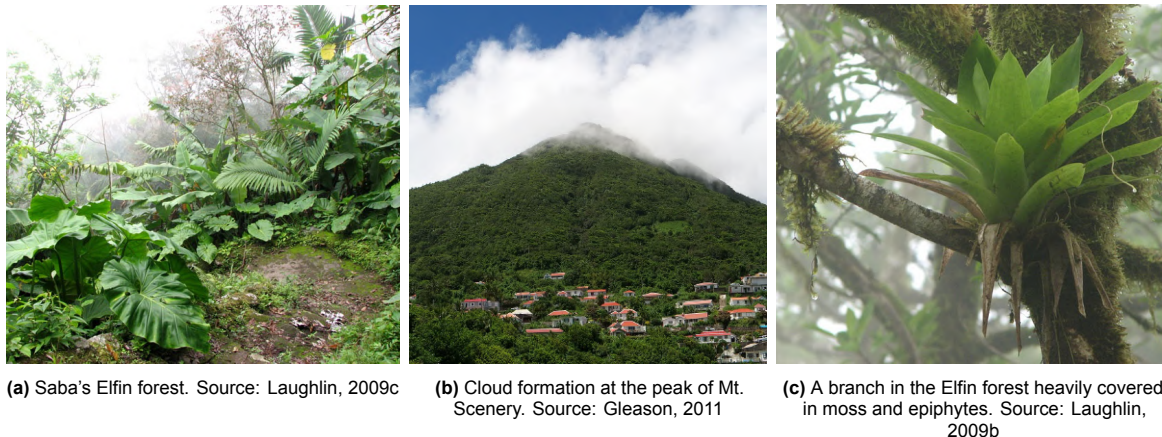 (a) Saba's Elfin forest. Source: Laughlin, 2009c
(b) Cloud formation at the peak of Mt.
Scenery. Source: Gleason, 2011
(c) A branch in the Elfin forest heavily covered
in moss and epiphytes. Source: Laughlin,
2009b